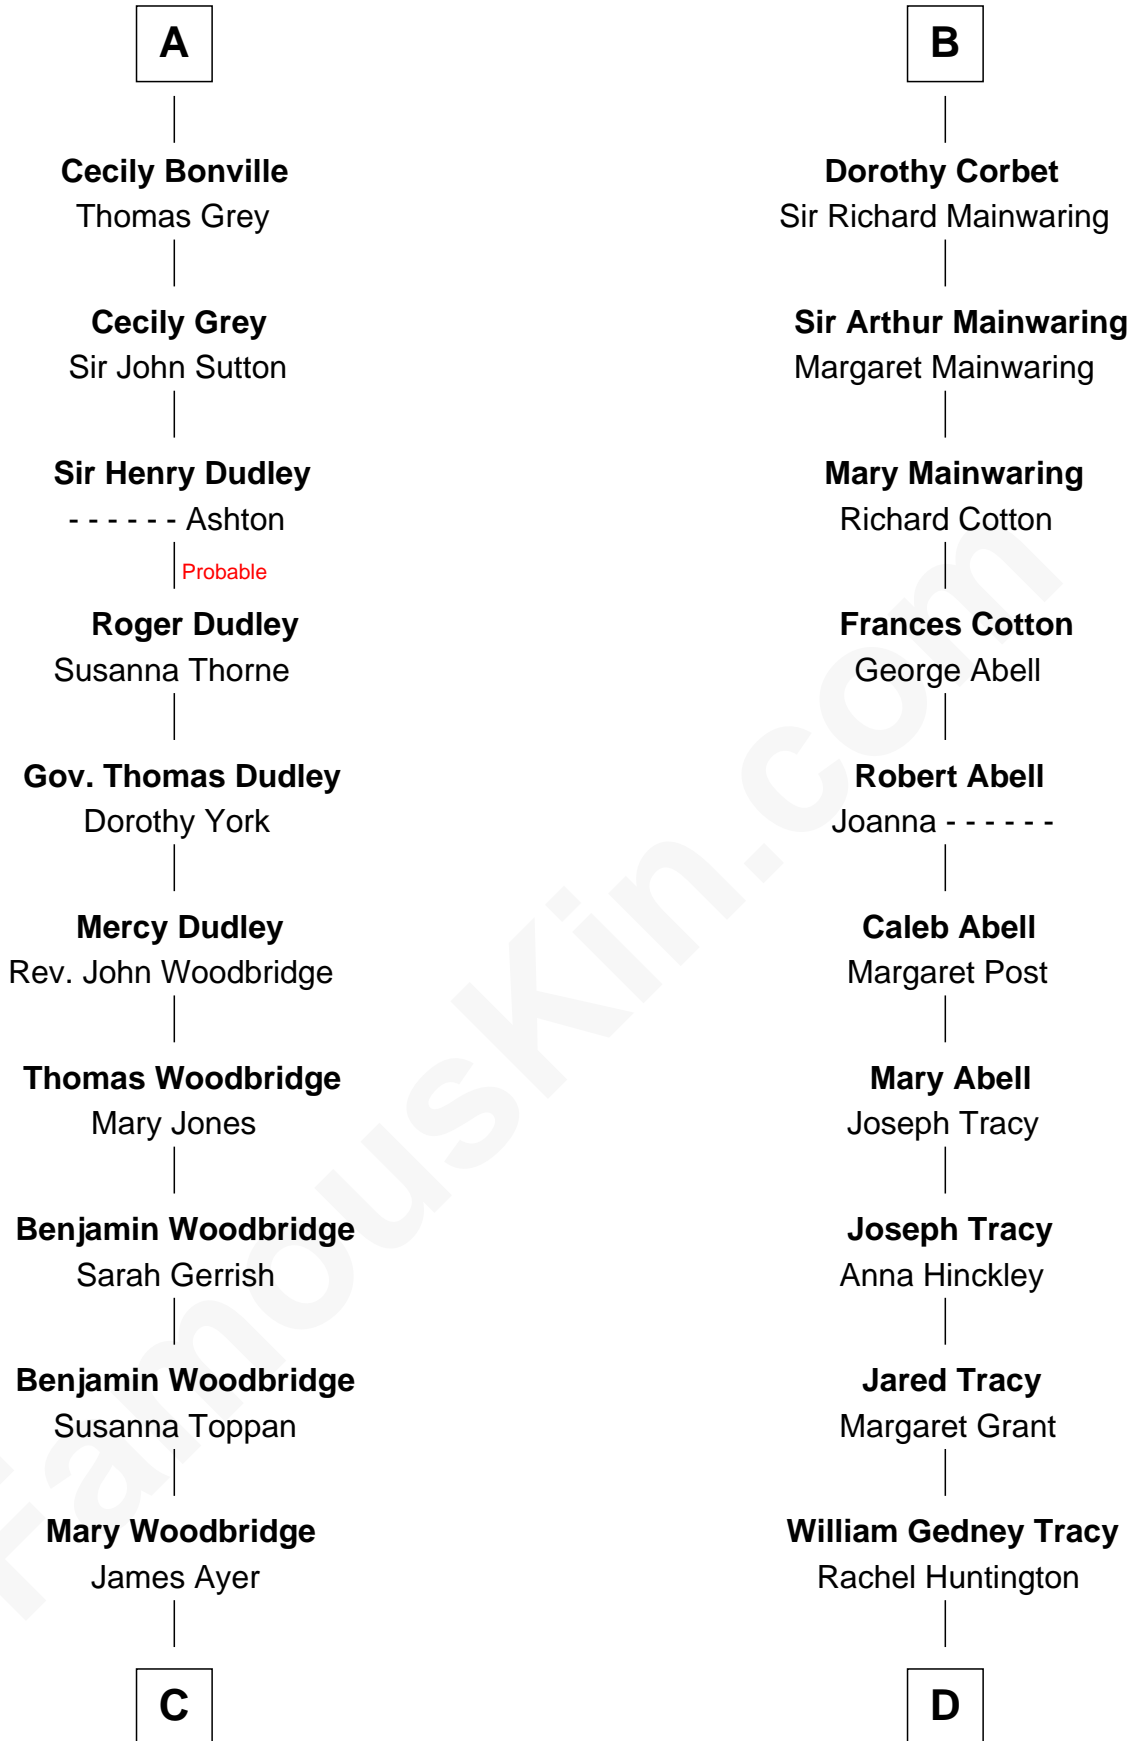 A
Cecily Bonville
Thomas Grey
Cecily Grey
Sir John Sutton
Sir Henry Dudley
- - - - - - Ashton
Probable
Roger Dudley
Susanna Thorne
Gov. Thomas Dudley
Dorothy York
Mercy Dudley
Rev. John Woodbridge
Thomas Woodbridge
Mary Jones
Benjamin Woodbridge
Sarah Gerrish
Benjamin Woodbridge
Susanna Toppan
Mary Woodbridge
James Ayer
C
B
Dorothy Corbet
Sir Richard Mainwaring
Sir Arthur Mainwaring
Margaret Mainwaring
Mary Mainwaring
Richard Cotton
Frances Cotton
George Abell
Robert Abell
Joanna - - - - - -
Caleb Abell
Margaret Post
Mary Abell
Joseph Tracy
Joseph Tracy
Anna Hinckley
Jared Tracy
Margaret Grant
William Gedney Tracy
Rachel Huntington
D
FamousKin.com